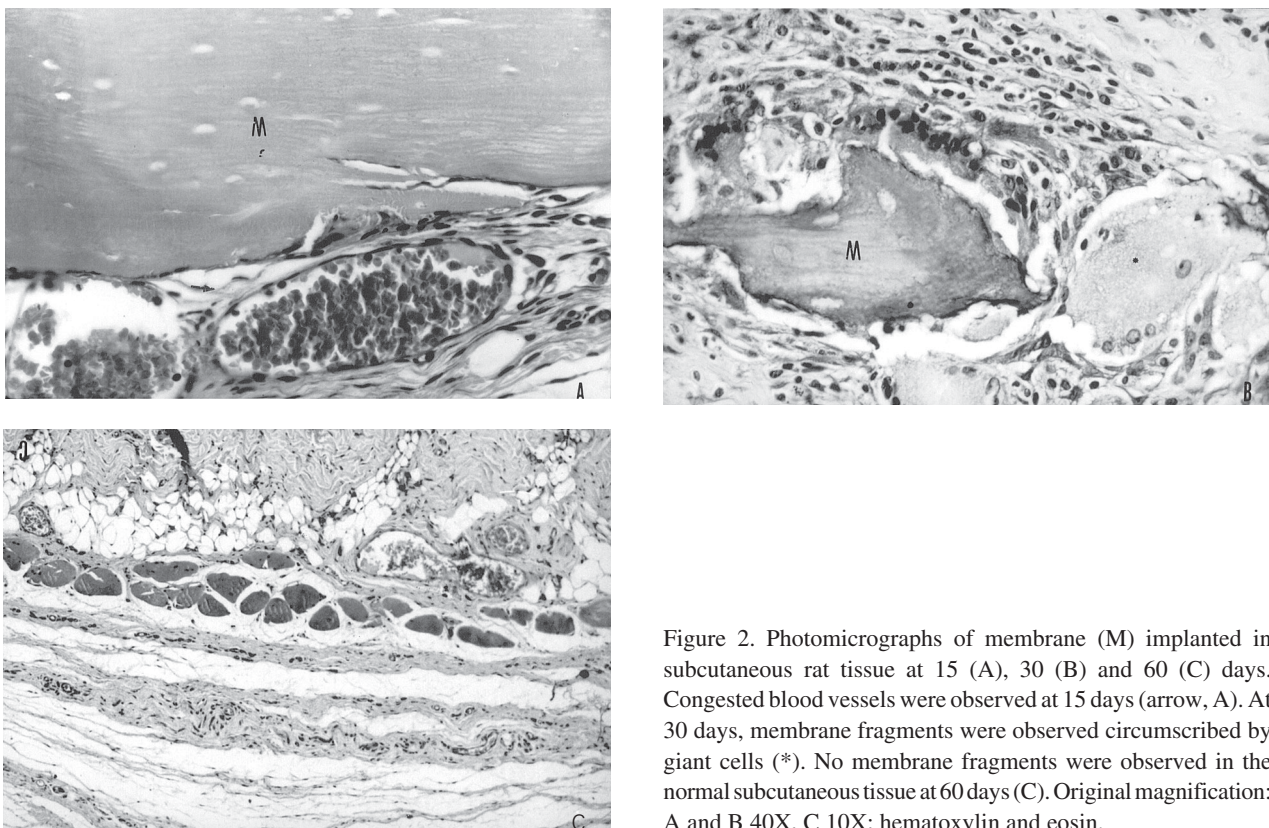 M
A
M
*
B
C
Figure 2. Photomicrographs of membrane (M) implanted in
subcutaneous rat tissue at 15 (A), 30 (B) and 60 (C) days.
Congested blood vessels were observed at 15 days (arrow, A). At
30 days, membrane fragments were observed circumscribed by
giant cells (*). No membrane fragments were observed in the
normal subcutaneous tissue at 60 days (C). Original magnification:
A and B 40X, C 10X; hematoxylin and eosin.